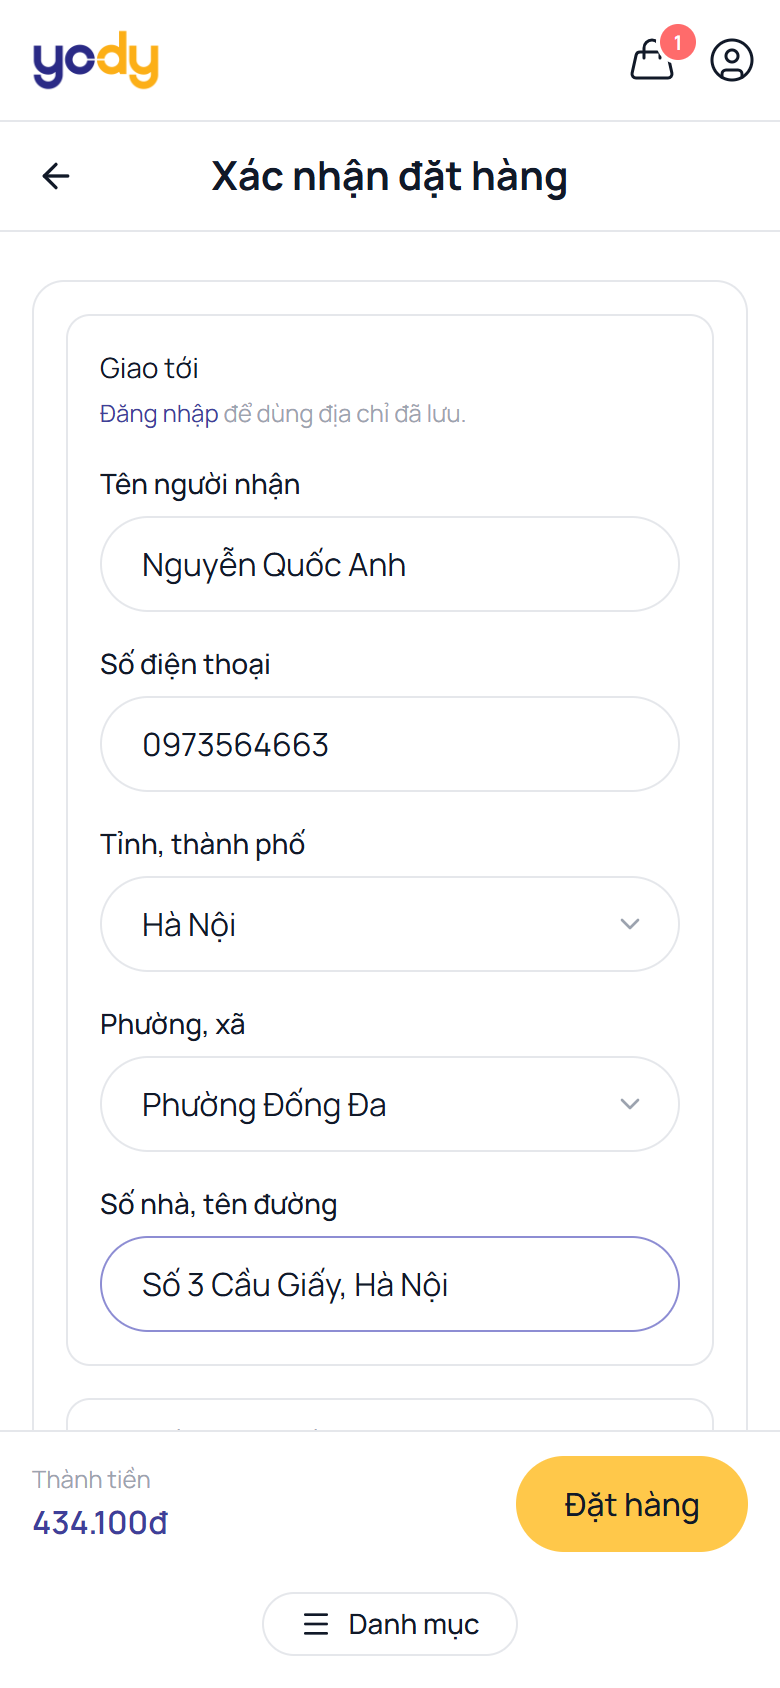 yody
1
Xác nhận đặt hàng
Giao tới
Đăng nhập để dùng địa chỉ đã lưu.
Tên người nhận
Nguyễn Quốc Anh
Số điện thoại
0973564663
Tỉnh, thành phố
Hà Nội
Phường, xã
Phường Đống Đa
Số nhà, tên đường
Số 3 Cầu Giấy, Hà Nội
Thành tiền
434.100đ
Đặt hàng
Danh mục